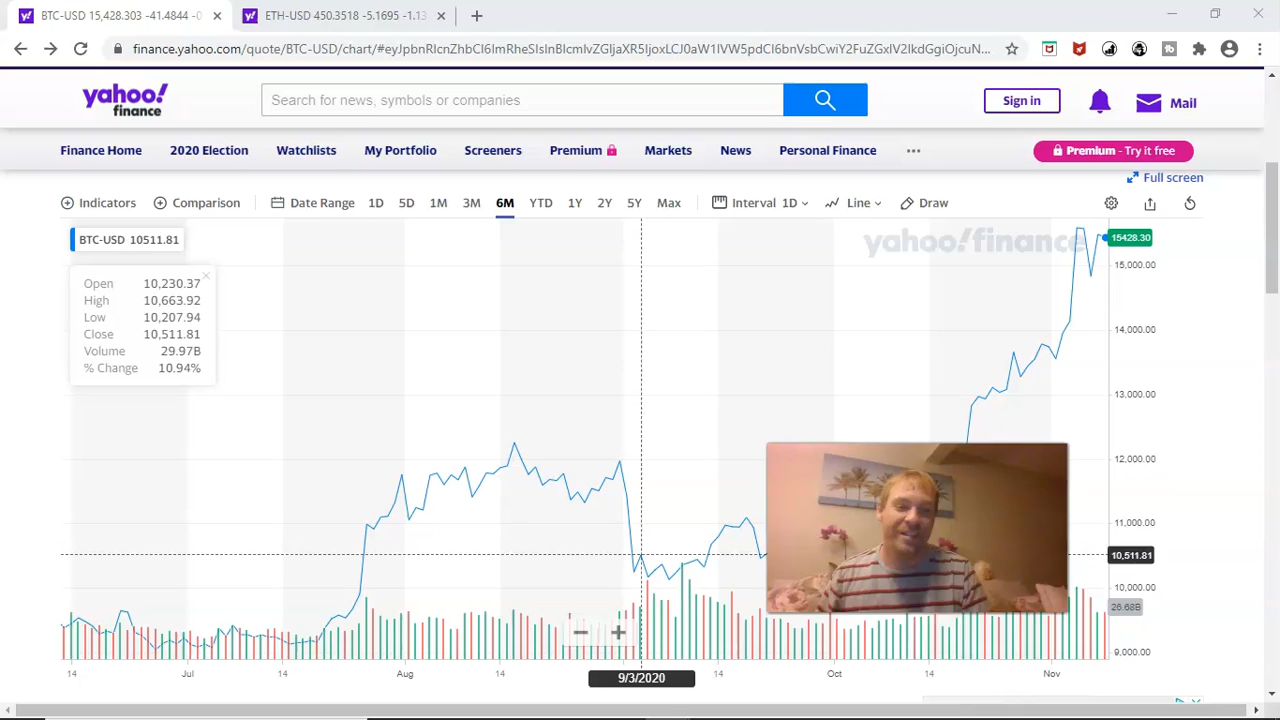 BTC-USD 15,428.303 -41.4844 -0
ETH-USD 450.3518 -5.1695 -1.13
finance.yahoo.com/quote/BTC-USD/chart/#eyJpbnRlcnZhbCI6ImRheSIsInBlcmlvZGljaXR5IjoxLCJ0aW1lVW5pdCI6bnVsbCwiY2FuZGxlV2lkdGgiOjcuN...
yahoo!
finance
Search for news, symbols or companies
Sign in
Mail
Finance Home 2020 Election Watchlists My Portfolio Screeners Premium Markets News Personal Finance ... Premium - Try it free
Full screen
Indicators Comparison Date Range 1D 5D 1M 3M 6M YTD 1Y 2Y 5Y Max Interval 1D Line Draw
BTC-USD 10511.81
yahoo!finance
15428.30
Open 10,230.37
High 10,663.92
Low 10,207.94
Close 10,511.81
Volume 29.97B
% Change 10.94%
15,000.00
14,000.00
13,000.00
12,000.00
11,000.00
10,511.81
10,000.00
26.68B
9,000.00
14 Jul 14 Aug 14 9/3/2020 14 Oct 14 Nov